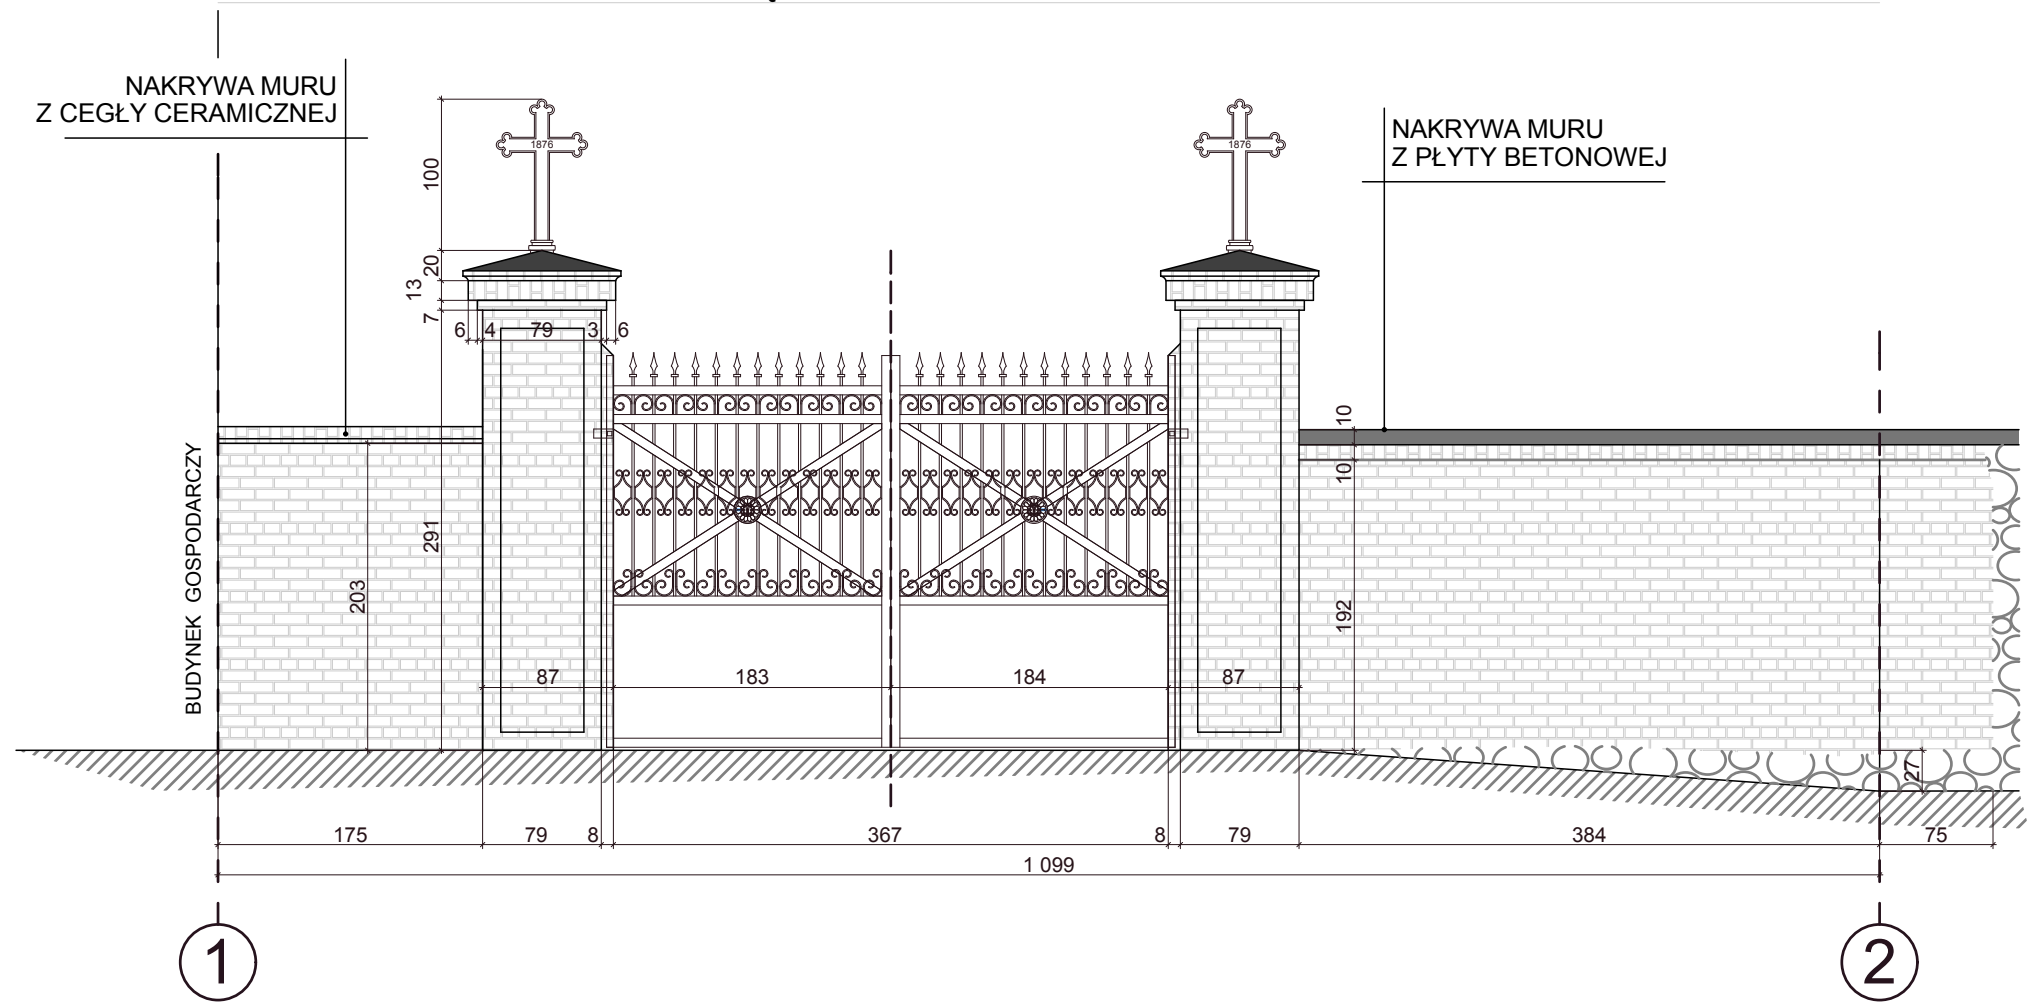 NAKRYWA MURU
Z CEGŁY CERAMICZNEJ
NAKRYWA MURU
Z PŁYTY BETONOWEJ
1876
1876
100
20
13
7
6 4 79 3 6
291
203
BUDYNEK GOSPODARCZY
10
10
192
87 183 184 87
27
175 79 8 367 8 79 384 75
1 099
1 2